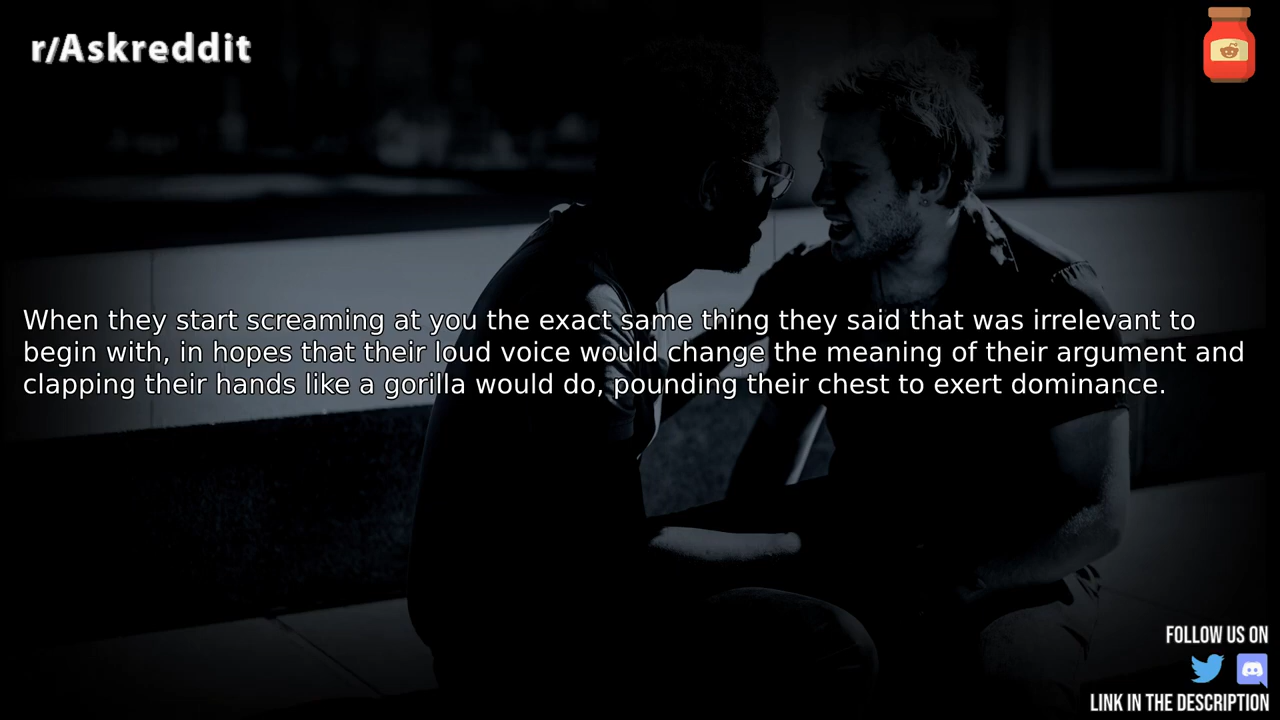 r/Askreddit
When they start screaming at you the exact same thing they said that was irrelevant to
begin with, in hopes that their loud voice would change the meaning of their argument and
clapping their hands like a gorilla would do, pounding their chest to exert dominance.
FOLLOW US ON
LINK IN THE DESCRIPTION